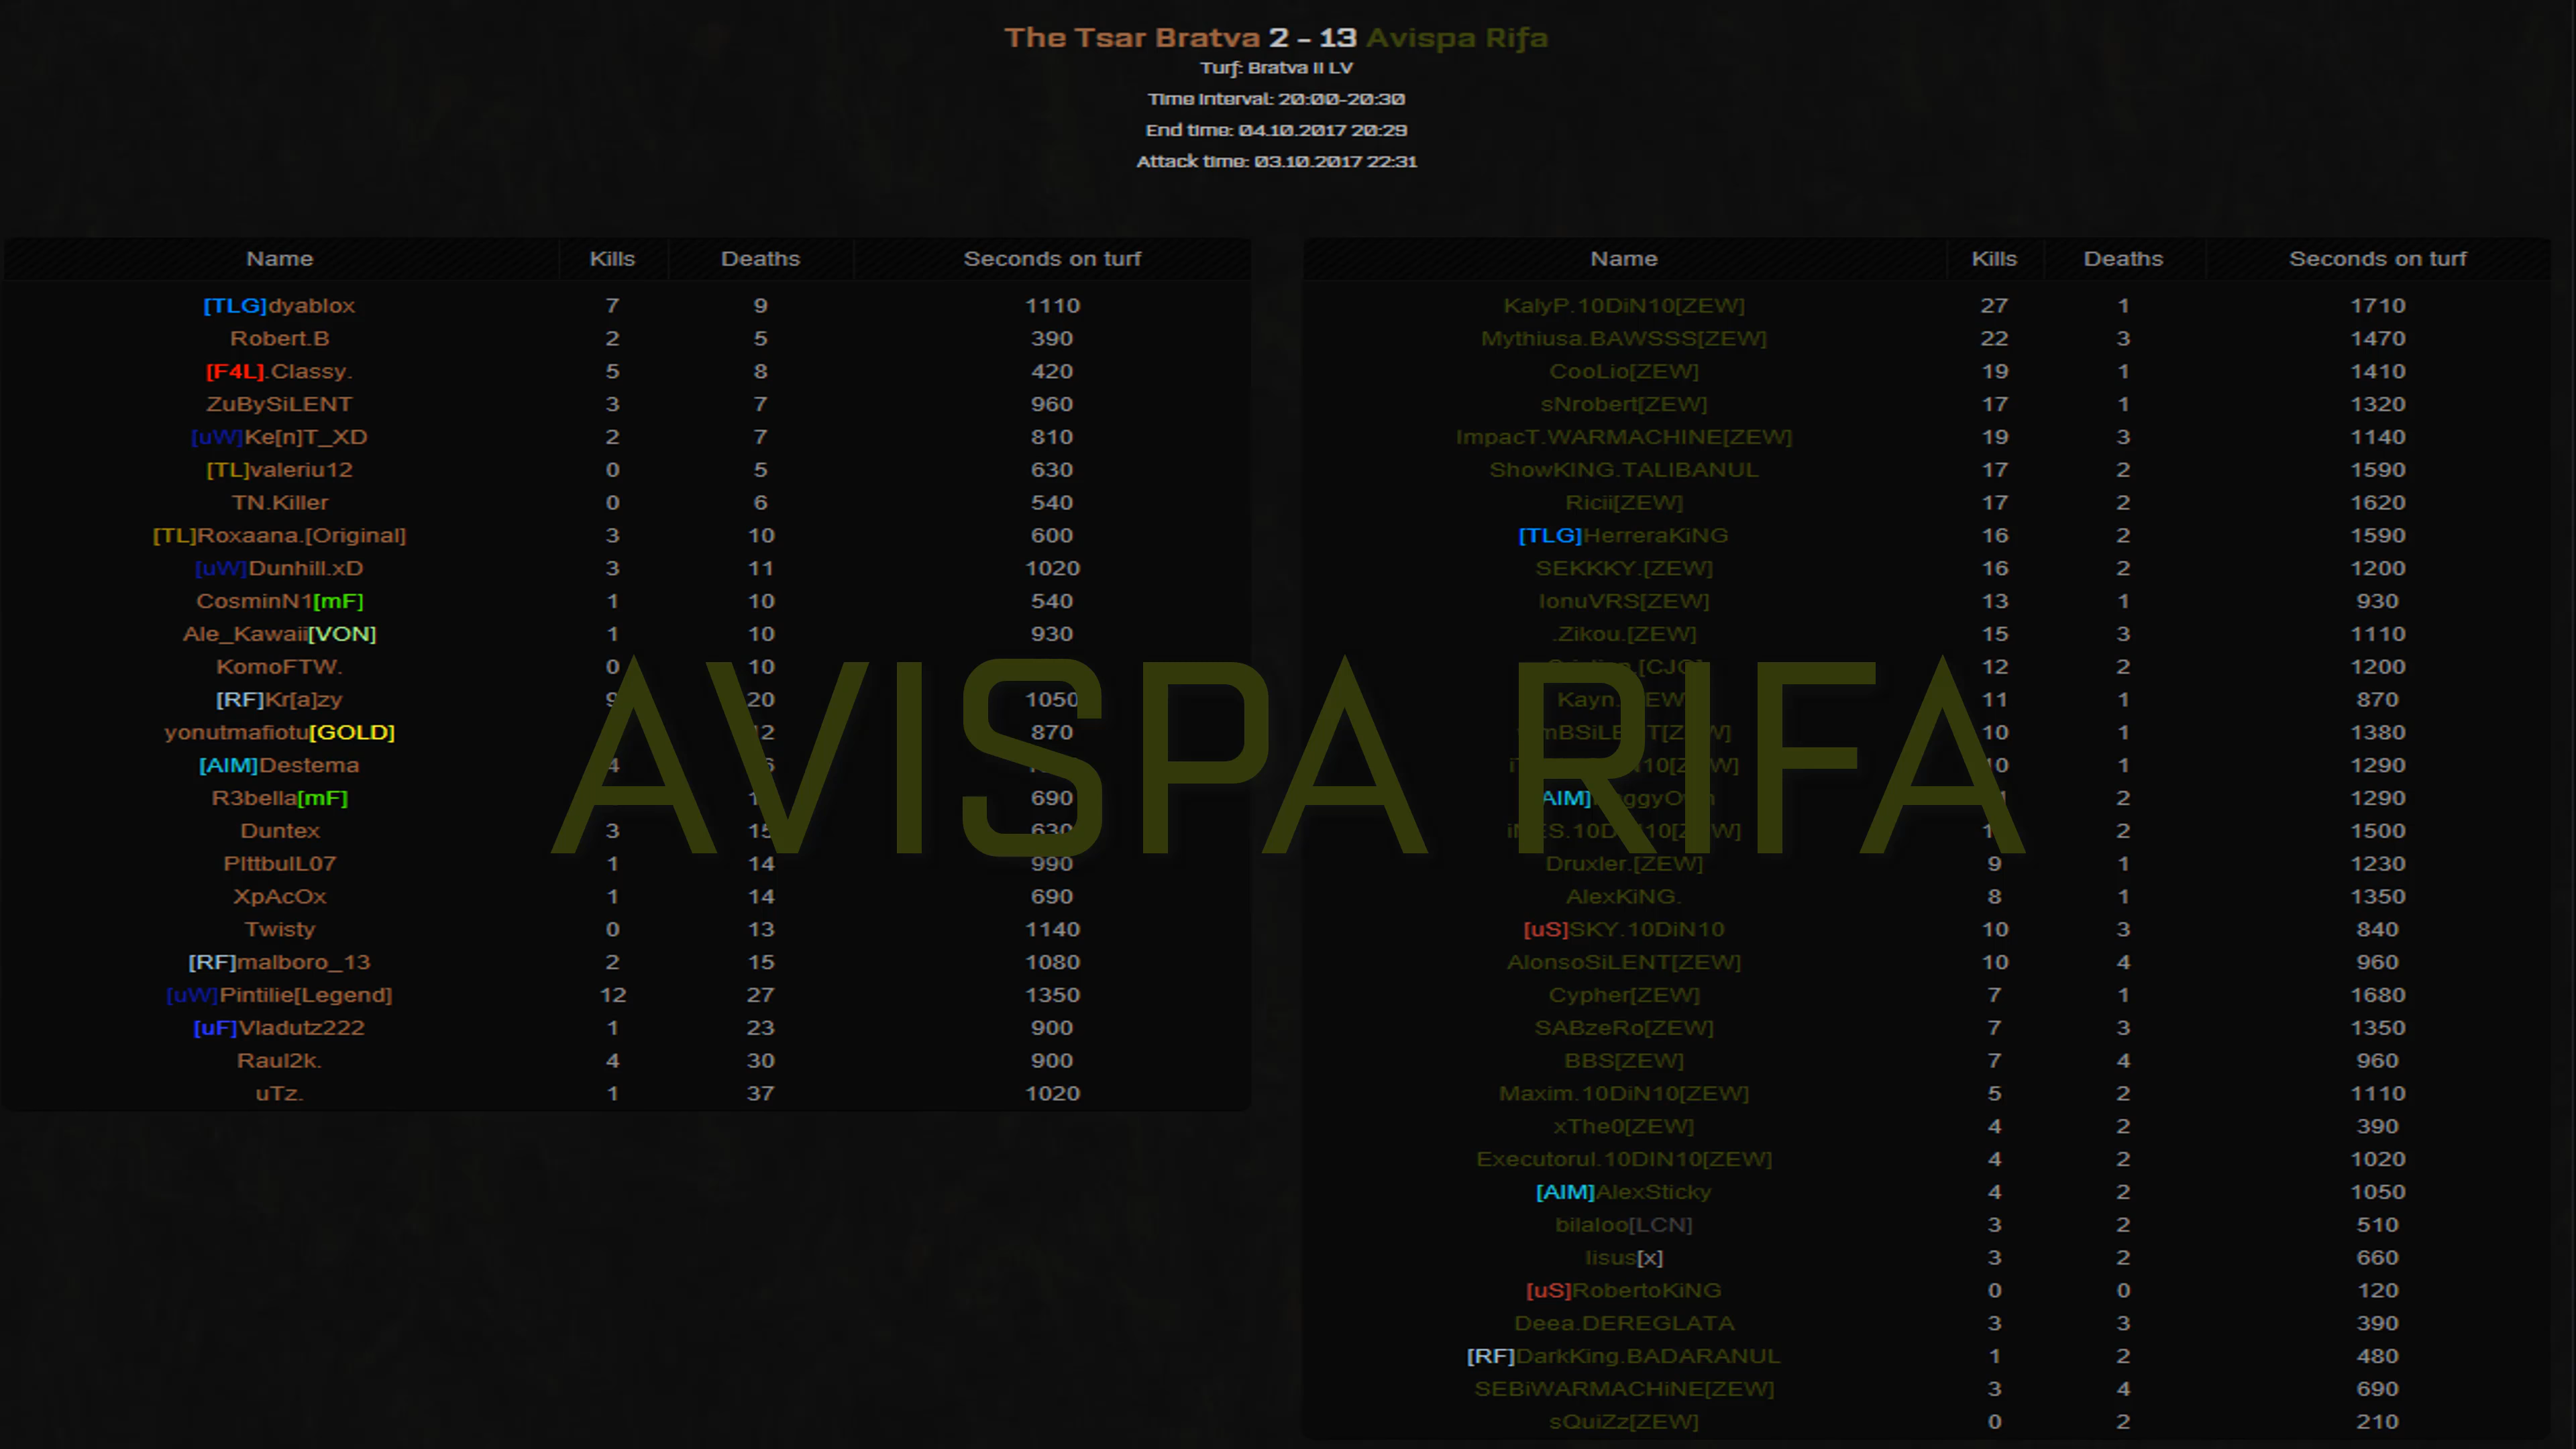 The Tsar Bratva 2 - 13 Avispa Rifa
Turf: Bratva II LV
Time Interval: 20:00-20:30
End time: 04.10.2017 20:29
Attack time: 03.10.2017 22:31
Name Kills Deaths Seconds on turf
[TLG]dyablox 7 9 1110
Robert.B 2 5 390
[F4L].Classy. 5 8 420
ZuBySiLENT 3 7 960
[uW]Ke[n]T_XD 2 7 810
[TL]valeriu12 0 5 630
TN.Killer 0 6 540
[TL]Roxaana.[Original] 3 10 600
[uW]Dunhill.xD 3 11 1020
CosminN1[mF] 1 10 540
Ale_Kawaii[VON] 1 10 930
KomoFTW. 0 10
[RF]Kr[a]zy 9 20 1050
yonutmafiotu[GOLD] 870
[AIM]Destema 4
R3bella[mF] 690
Duntex 3 15 630
PIttbulL07 1 14 990
XpAcOx 1 14 690
Twisty 0 13 1140
[RF]malboro_13 2 15 1080
[uW]Pintilie[Legend] 12 27 1350
[uF]Vladutz222 1 23 900
Raul2k. 4 30 900
uTz. 1 37 1020
Name Kills Deaths Seconds on turf
KalyP.10DiN10[ZEW] 27 1 1710
Mythiusa.BAWSSS[ZEW] 22 3 1470
CooLio[ZEW] 19 1 1410
sNrobert[ZEW] 17 1 1320
ImpacT.WARMACHINE[ZEW] 19 3 1140
ShowKING.TALIBANUL 17 2 1590
Ricii[ZEW] 17 2 1620
[TLG]HerreraKiNG 16 2 1590
SEKKKY.[ZEW] 16 2 1200
IonuVRS[ZEW] 13 1 930
.Zikou.[ZEW] 15 3 1110
12 2 1200
11 1 870
10 1 1380
10 1 1290
2 1290
2 1500
Druxler.[ZEW] 9 1 1230
AlexKiNG. 8 1 1350
[uS]SKY.10DiN10 10 3 840
AlonsoSiLENT[ZEW] 10 4 960
Cypher[ZEW] 7 1 1680
SABzeRo[ZEW] 7 3 1350
BBS[ZEW] 7 4 960
Maxim.10DiN10[ZEW] 5 2 1110
xThe0[ZEW] 4 2 390
Executorul.10DIN10[ZEW] 4 2 1020
[AIM]AlexSticky 4 2 1050
bilaloo[LCN] 3 2 510
Iisus[x] 3 2 660
[uS]RobertoKiNG 0 0 120
Deea.DEREGLATA 3 3 390
[RF]DarkKing.BADARANUL 1 2 480
SEBiWARMACHiNE[ZEW] 3 4 690
sQuiZz[ZEW] 0 2 210
AVISPA RIFA